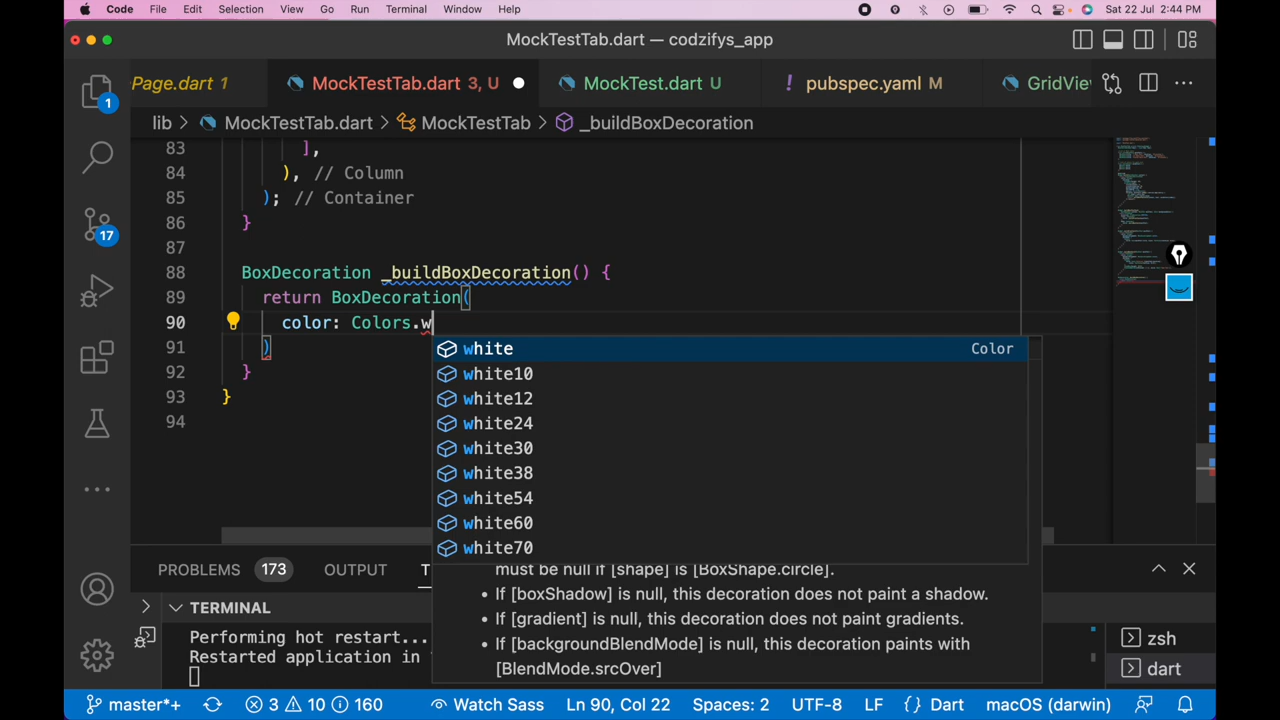 Code File Edit Selection View Go Run Terminal Window Help Sat 22 Jul 2:44 PM
MockTestTab.dart — codzifys_app
Page.dart 1 MockTestTab.dart 3, U MockTest.dart U pubspec.yaml M GridView
lib > MockTestTab.dart > MockTestTab > _buildBoxDecoration
1
17
83 ],
84 ), // Column
85 ); // Container
86 }
87
88 BoxDecoration _buildBoxDecoration() {
89 return BoxDecoration(
90 color: Colors.w
91 )
92 }
93 }
94
white Color
white10
white12
white24
white30
white38
white54
white60
white70
must be null if [shape] is [BoxShape.circle].
• If [boxShadow] is null, this decoration does not paint a shadow.
• If [gradient] is null, this decoration does not paint gradients.
• If [backgroundBlendMode] is null, this decoration paints with
[BlendMode.srcOver]
PROBLEMS 173 OUTPUT T
TERMINAL
Performing hot restart...
Restarted application in
zsh
dart
master*+ 3 10 160 Watch Sass Ln 90, Col 22 Spaces: 2 UTF-8 LF {} Dart macOS (darwin)